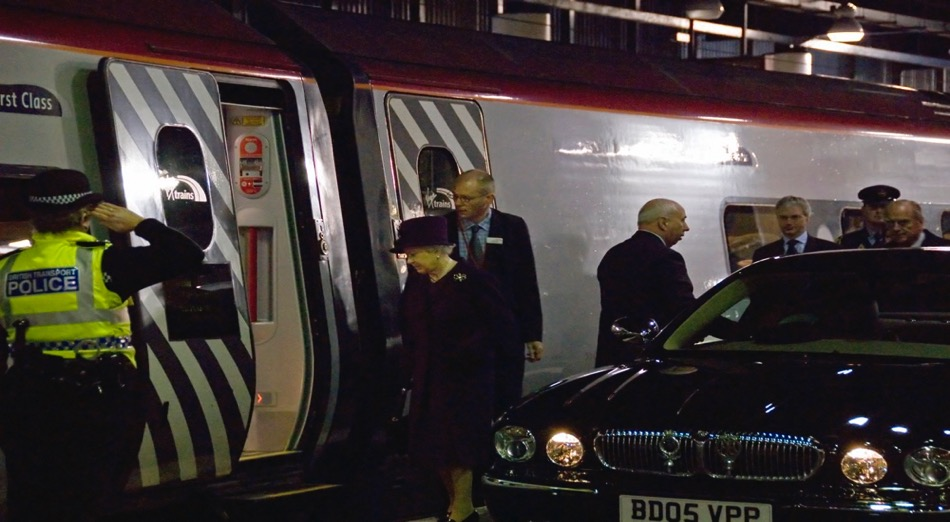 rst Class
trains
trains
BRITISH TRANSPORT
POLICE
BD05 VPP